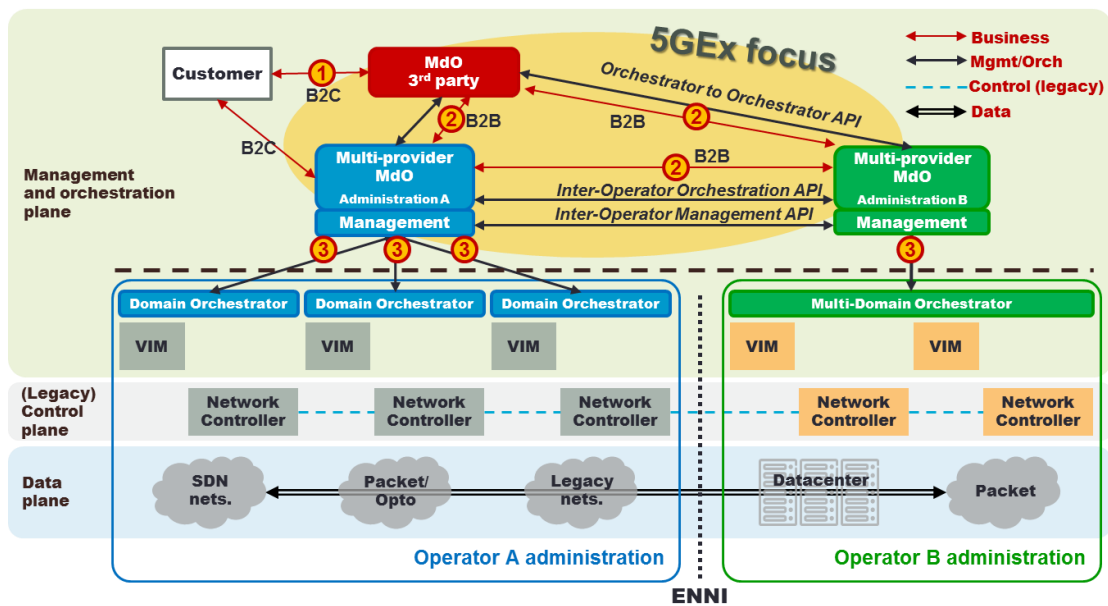 5GEx focus
Business
Mgmt/Orch
Control (legacy)
Data
Customer
1
B2C
MdO
3rd party
Orchestrator to Orchestrator API
2
B2B
2
B2B
B2C
Multi-provider
MdO
Administration A
Management
2
B2B
Inter-Operator Orchestration API
Inter-Operator Management API
Multi-provider
MdO
Administration B
Management
Management
and orchestration
plane
3
3
3
3
Domain Orchestrator
Domain Orchestrator
Domain Orchestrator
Multi-Domain Orchestrator
VIM
VIM
VIM
VIM
VIM
(Legacy)
Control
plane
Network
Controller
Network
Controller
Network
Controller
Network
Controller
Network
Controller
Data
plane
SDN
nets.
Packet/
Opto
Legacy
nets.
Datacenter
Packet
Operator A administration
Operator B administration
ENNI